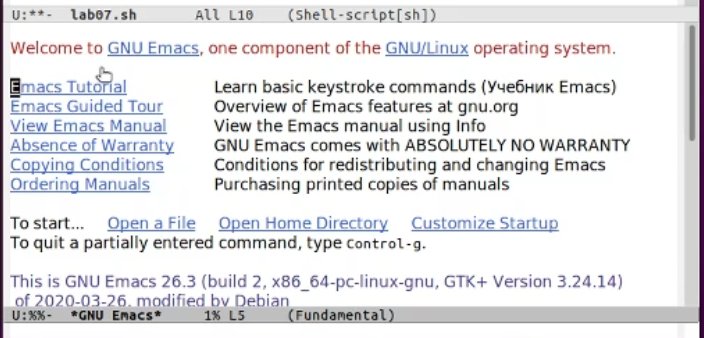 U:**-  lab07.sh       All L10    (Shell-script[sh])
Welcome to GNU Emacs, one component of the GNU/Linux operating system.
Emacs Tutorial Learn basic keystroke commands (Учебник Emacs)
Emacs Guided Tour Overview of Emacs features at gnu.org
View Emacs Manual View the Emacs manual using Info
Absence of Warranty GNU Emacs comes with ABSOLUTELY NO WARRANTY
Copying Conditions Conditions for redistributing and changing Emacs
Ordering Manuals Purchasing printed copies of manuals
To start... Open a File Open Home Directory Customize Startup
To quit a partially entered command, type Control-g.
This is GNU Emacs 26.3 (build 2, x86_64-pc-linux-gnu, GTK+ Version 3.24.14)
of 2020-03-26, modified by Debian
U:%%-  *GNU Emacs*     1% L5     (Fundamental)